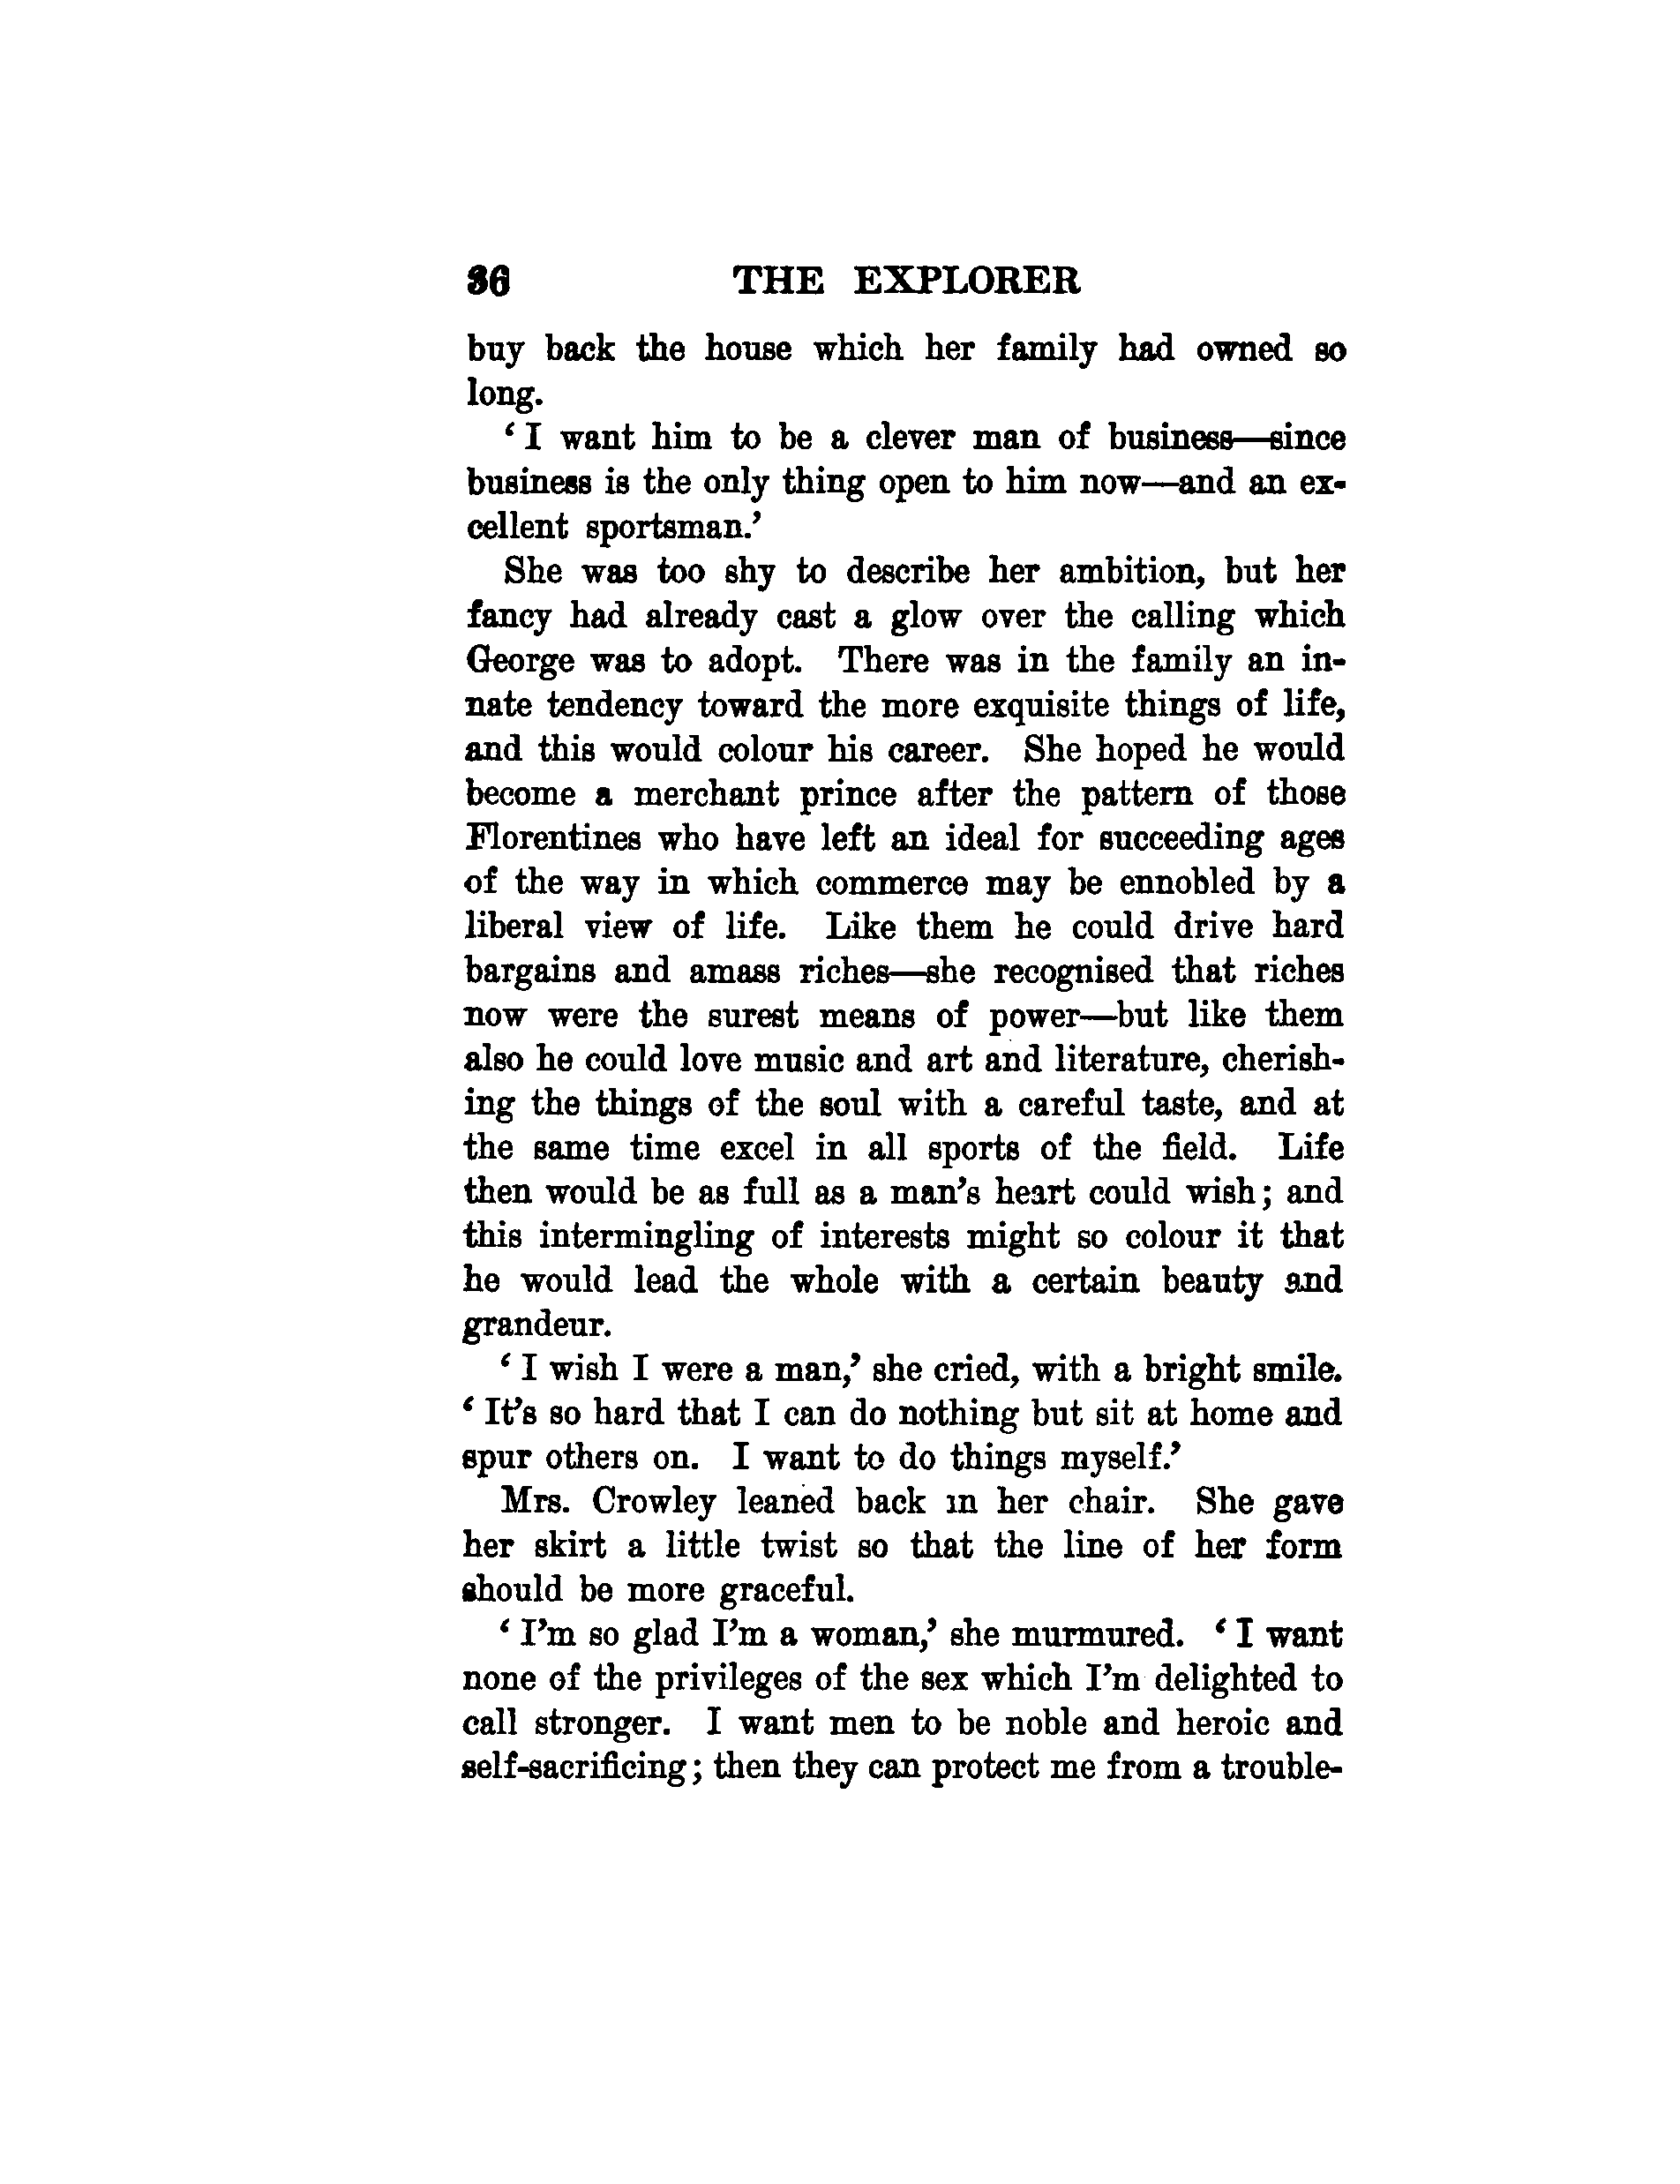 36 THE EXPLORER
buy back the house which her family had owned so
long.
‘I want him to be a clever man of business—since
business is the only thing open to him now—and an ex-
cellent sportsman.’
She was too shy to describe her ambition, but her
fancy had already cast a glow over the calling which
George was to adopt. There was in the family an in-
nate tendency toward the more exquisite things of life,
and this would colour his career. She hoped he would
become a merchant prince after the pattern of those
Florentines who have left an ideal for succeeding ages
of the way in which commerce may be ennobled by a
liberal view of life. Like them he could drive hard
bargains and amass riches—she recognised that riches
now were the surest means of power—but like them
also he could love music and art and literature, cherish-
ing the things of the soul with a careful taste, and at
the same time excel in all sports of the field. Life
then would be as full as a man’s heart could wish; and
this intermingling of interests might so colour it that
he would lead the whole with a certain beauty and
grandeur.
‘I wish I were a man,’ she cried, with a bright smile.
‘It’s so hard that I can do nothing but sit at home and
spur others on. I want to do things myself.’
Mrs. Crowley leaned back in her chair. She gave
her skirt a little twist so that the line of her form
should be more graceful.
‘I’m so glad I’m a woman,’ she murmured. ‘I want
none of the privileges of the sex which I’m delighted to
call stronger. I want men to be noble and heroic and
self-sacrificing; then they can protect me from a trouble-